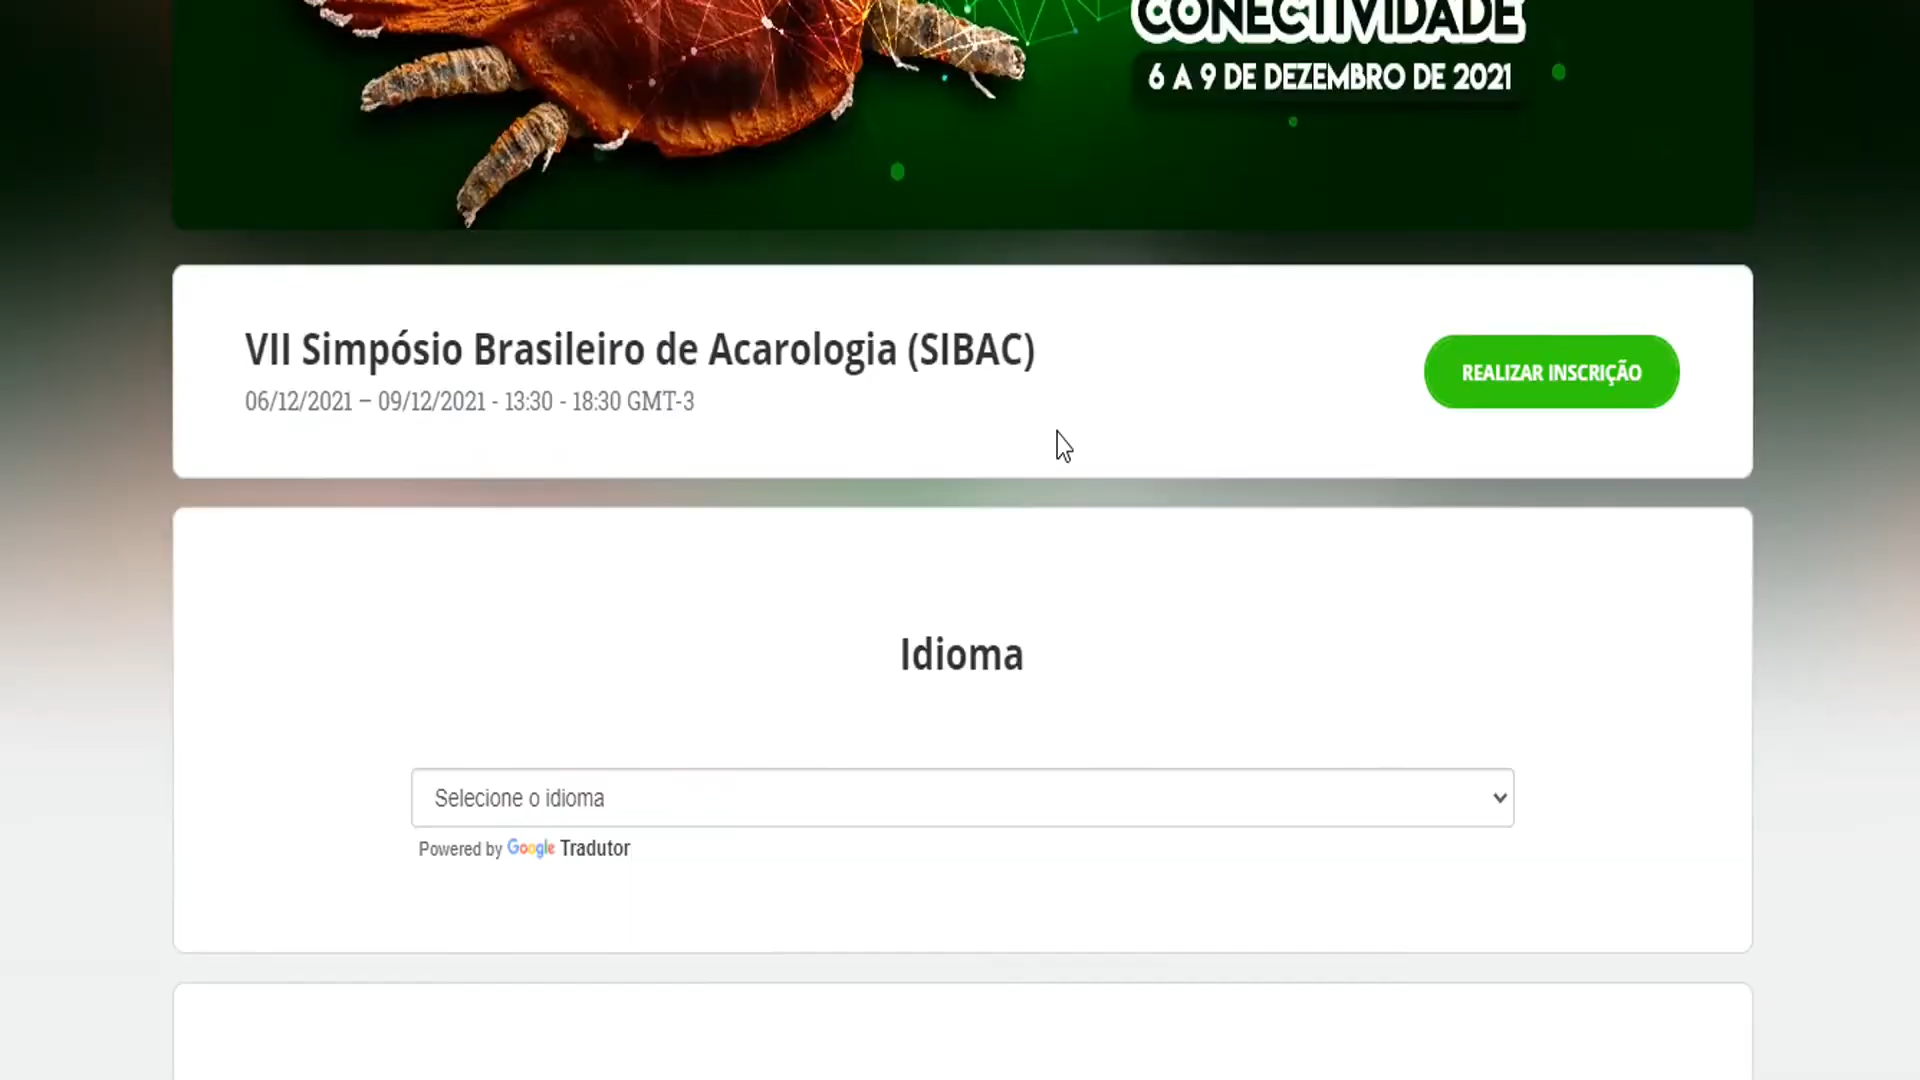 CONECTIVIDADE
6 A 9 DE DEZEMBRO DE 2021
VII Simpósio Brasileiro de Acarologia (SIBAC)
06/12/2021 – 09/12/2021 - 13:30 - 18:30 GMT-3
REALIZAR INSCRIÇÃO
Idioma
Selecione o idioma
Powered by Google Tradutor